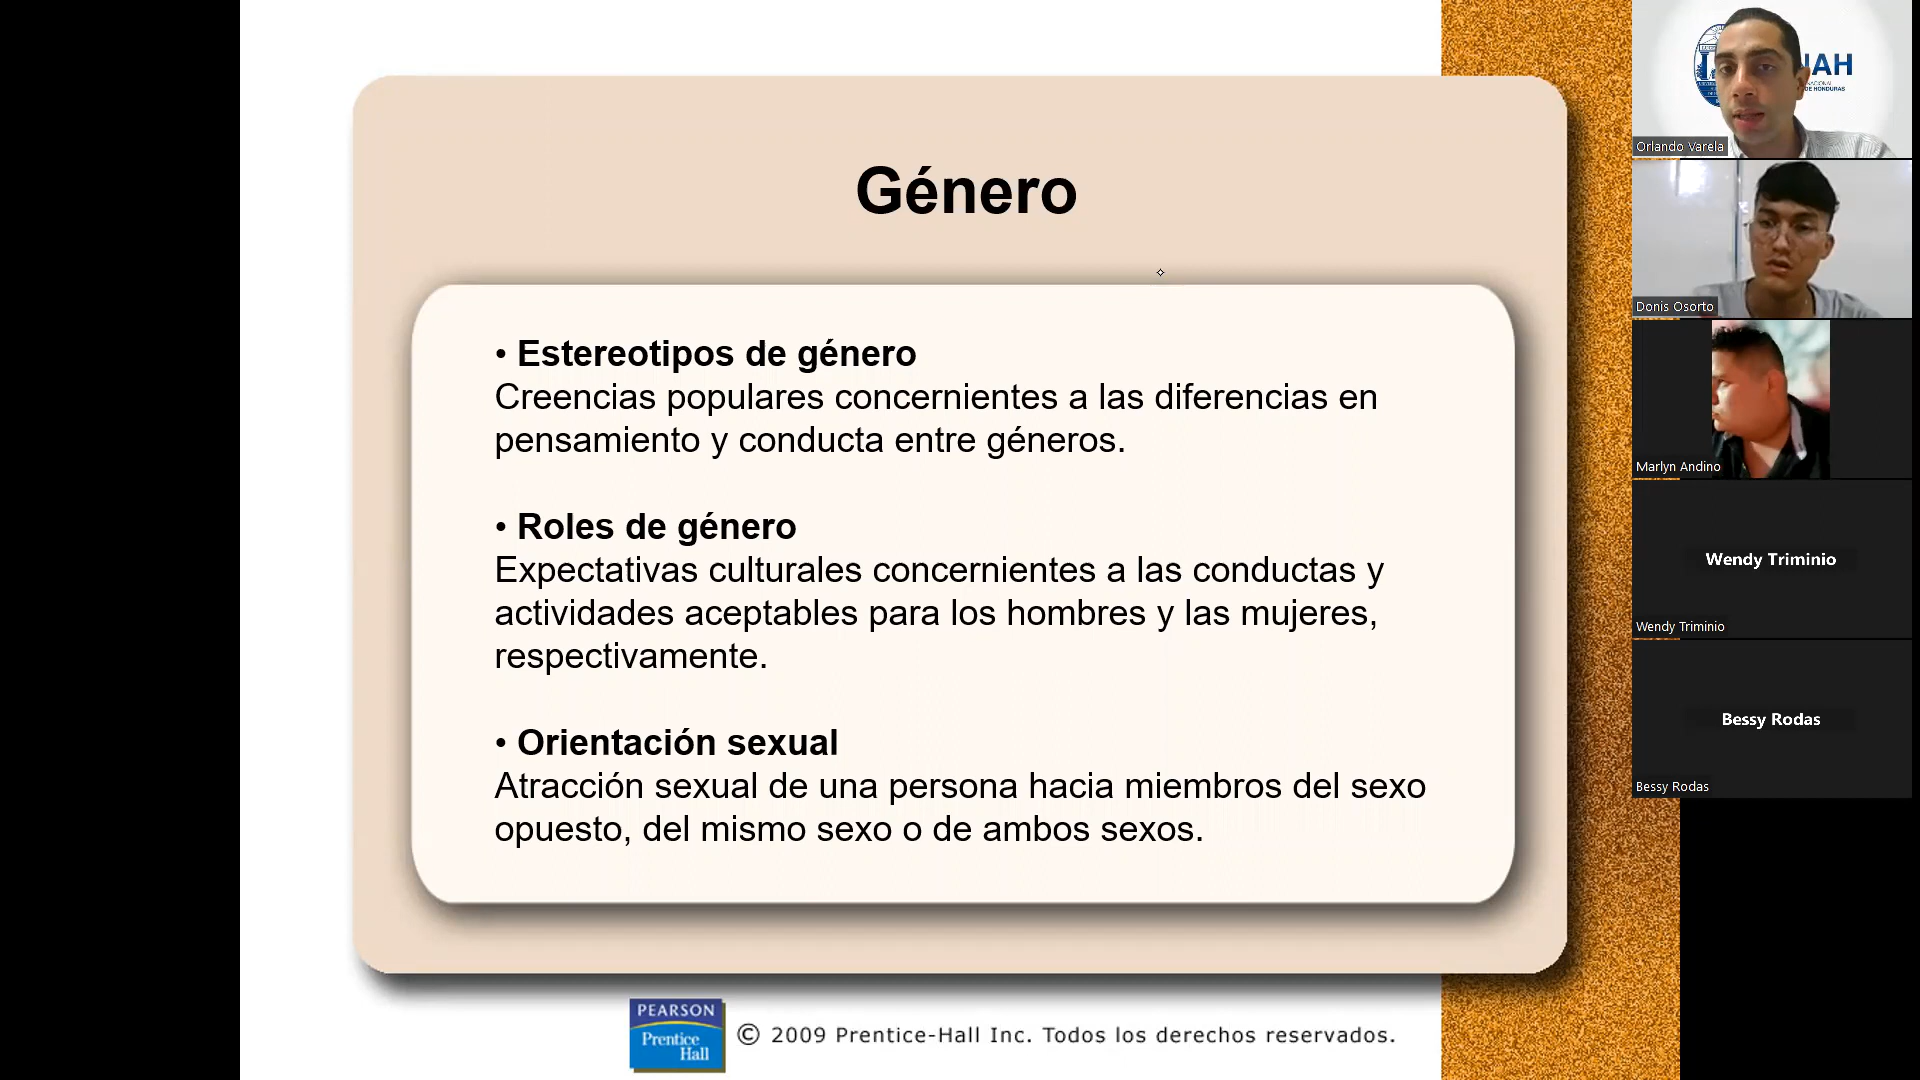 Género
• Estereotipos de género
Creencias populares concernientes a las diferencias en
pensamiento y conducta entre géneros.
• Roles de género
Expectativas culturales concernientes a las conductas y
actividades aceptables para los hombres y las mujeres,
respectivamente.
• Orientación sexual
Atracción sexual de una persona hacia miembros del sexo
opuesto, del mismo sexo o de ambos sexos.
PEARSON
Prentice
Hall
© 2009 Prentice-Hall Inc. Todos los derechos reservados.
DE HONDURAS
Orlando Varela
Donis Osorto
Marlyn Andino
Wendy Triminio
Wendy Triminio
Bessy Rodas
Bessy Rodas